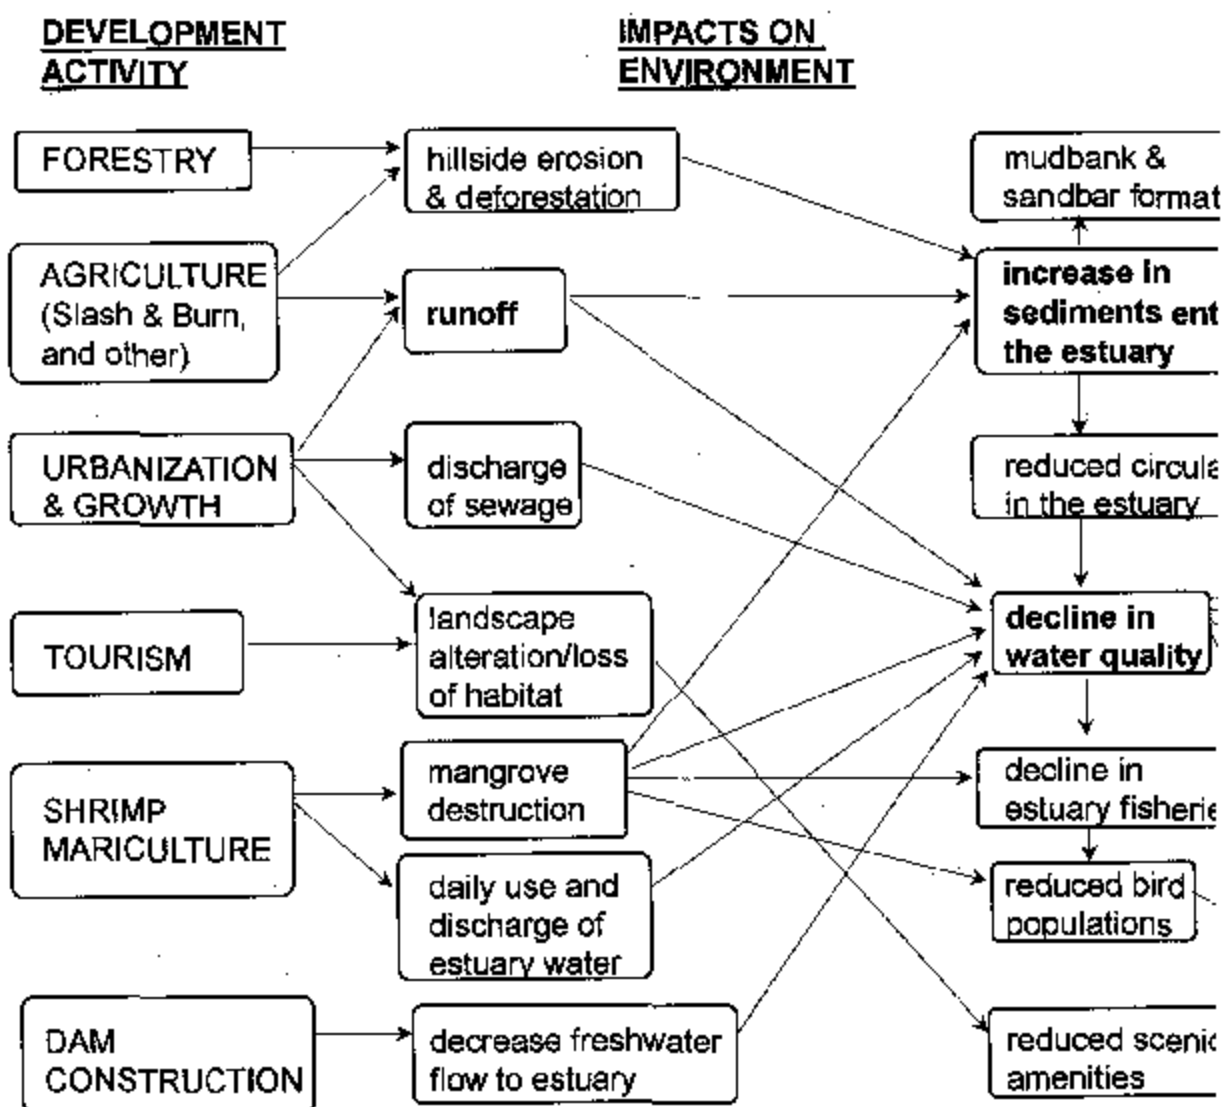 DEVELOPMENT
ACTIVITY
IMPACTS ON
ENVIRONMENT
FORESTRY
AGRICULTURE
(Slash & Burn,
and other)
URBANIZATION
& GROWTH
TOURISM
SHRIMP
MARICULTURE
DAM
CONSTRUCTION
hillside erosion
& deforestation
runoff
discharge
of sewage
landscape
alteration/loss
of habitat
mangrove
destruction
daily use and
discharge of
estuary water
decrease freshwater
flow to estuary
mudbank &
sandbar format
increase in
sediments ent
the estuary
reduced circula
in the estuary
decline in
water quality
decline in
estuary fisherie
reduced bird
populations
reduced scenic
amenities